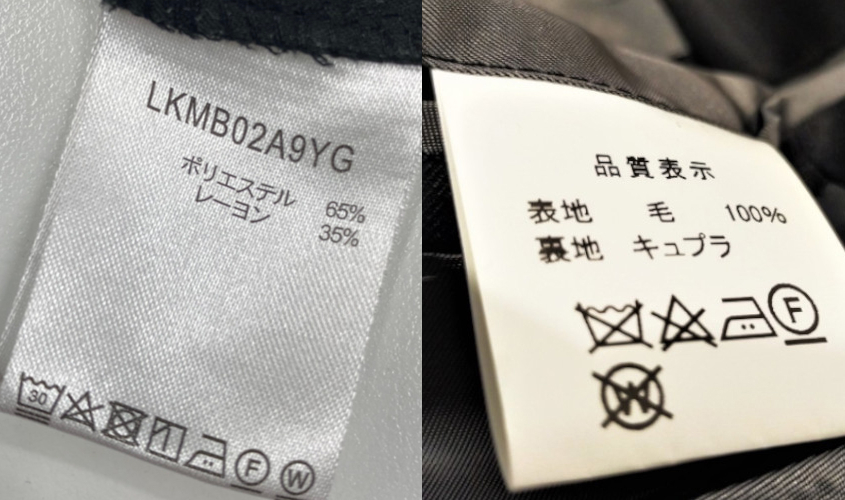 LKMB02A9YG
ポリエステル 65%
レーヨン 35%
30
F
W
品質表示
表地 毛 100%
裏地 キュプラ
F
W